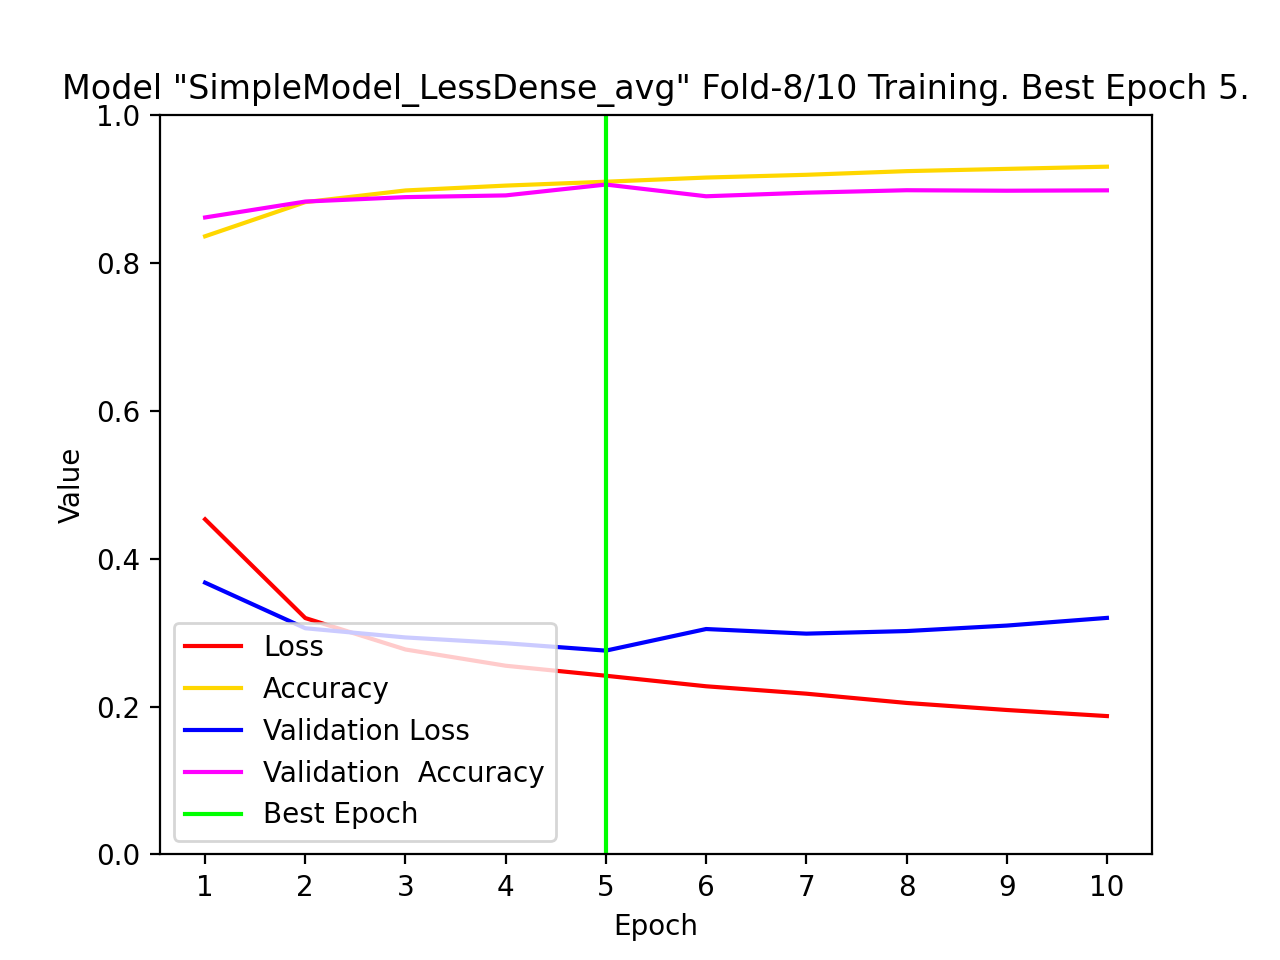 Model "SimpleModel_LessDense_avg" Fold-8/10 Training. Best Epoch 5.
1.0
0.8
0.6
0.4
0.2
0.0
Value
Loss
Accuracy
Validation Loss
Validation  Accuracy
Best Epoch
1 2 3 4 5 6 7 8 9 10
Epoch